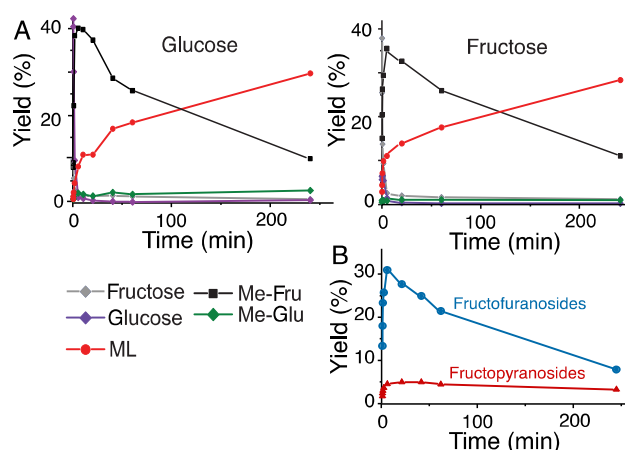 A
Glucose
Yield (%)
40
20
0
0
100
200
Time (min)
Fructose
Yield (%)
40
20
0
0
100
200
Time (min)
Fructose
Me-Fru
Glucose
Me-Glu
ML
B
Yield (%)
30
20
10
0
Fructofuranosides
Fructopyranosides
0
100
200
Time (min)